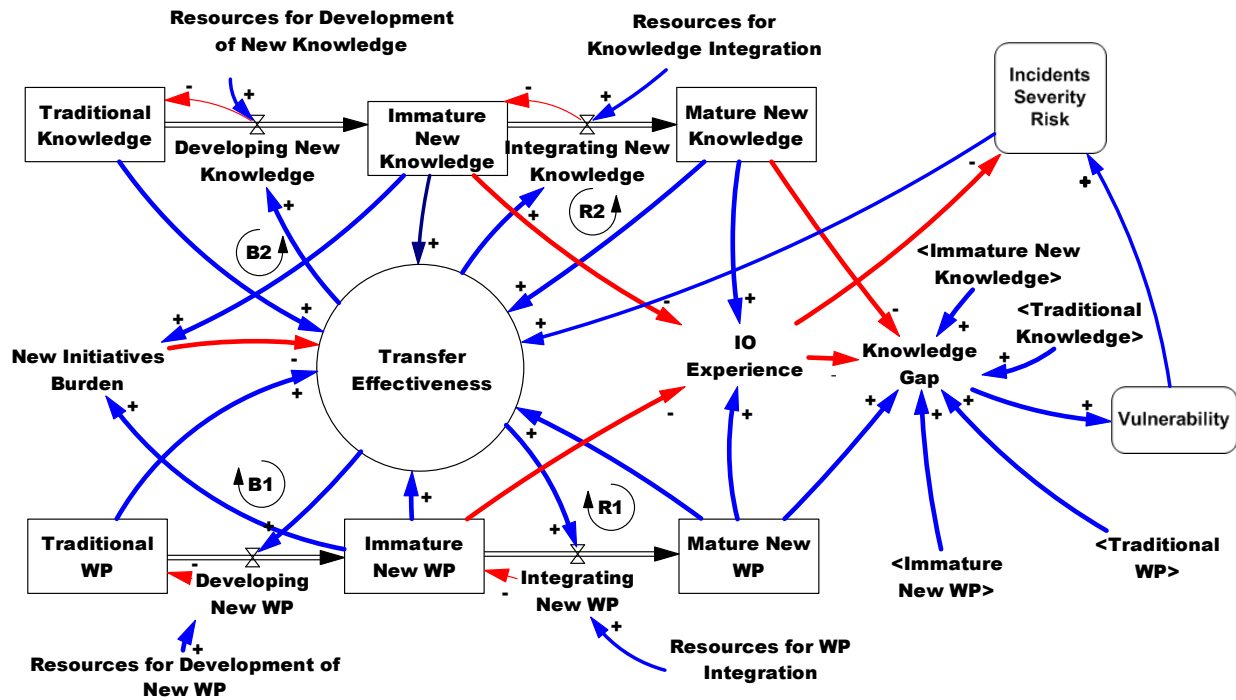 Resources for Development
of New Knowledge
Resources for
Knowledge Integration
Incidents
Severity
Risk
Traditional
Knowledge
-
+
Immature
New
Knowledge
-
+
Mature New
Knowledge
Developing New
Knowledge
Integrating New
Knowledge
-
+
+
+
B2
R2
+
<Immature New
Knowledge>
<Traditional
Knowledge>
+
+
+
-
+
+
-
+
+
New Initiatives
Burden
-
+
Transfer
Effectiveness
IO
Experience
-
Knowledge
Gap
+
+
+
+
+
+
Vulnerability
+
-
+
+
B1
+
R1
+
+
Traditional
WP
Immature
New WP
Mature New
WP
-
Developing
New WP
-
Integrating
New WP
<Immature
New WP>
<Traditional
WP>
+
+
Resources for Development of
New WP
Resources for WP
Integration